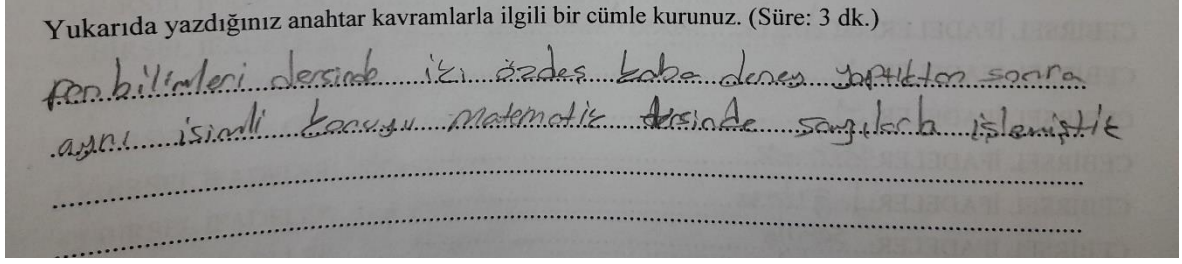 Yukarıda yazdığınız anahtar kavramlarla ilgili bir cümle kurunuz. (Süre: 3 dk.)
fen bilimleri dersinde iki özdeş kaba deney yaptıktan sonra
aynı isimli konuyu matematik dersinde sayılarla işlemiştik